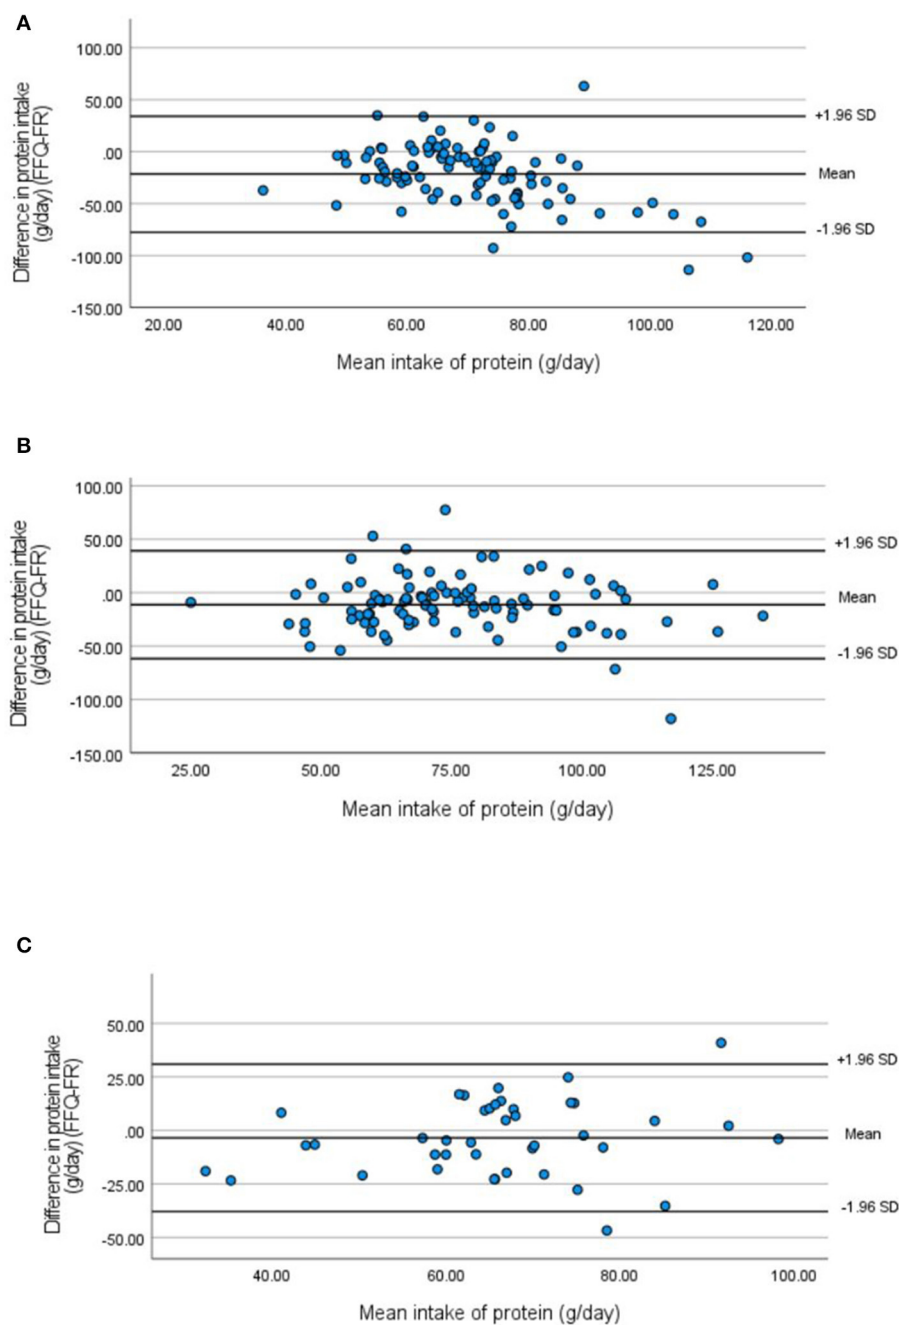 A
100.00
50.00
.00
-50.00
-100.00
-150.00
Difference in protein intake
(g/day) (FFQ-FR)
+1.96 SD
Mean
-1.96 SD
20.00 40.00 60.00 80.00 100.00 120.00
Mean intake of protein (g/day)
B
100.00
50.00
.00
-50.00
-100.00
-150.00
Difference in protein intake
(g/day) (FFQ-FR)
+1.96 SD
Mean
-1.96 SD
25.00 50.00 75.00 100.00 125.00
Mean intake of protein (g/day)
C
50.00
25.00
.00
-25.00
-50.00
Difference in protein intake
(g/day) (FFQ-FR)
+1.96 SD
Mean
-1.96 SD
40.00 60.00 80.00 100.00
Mean intake of protein (g/day)